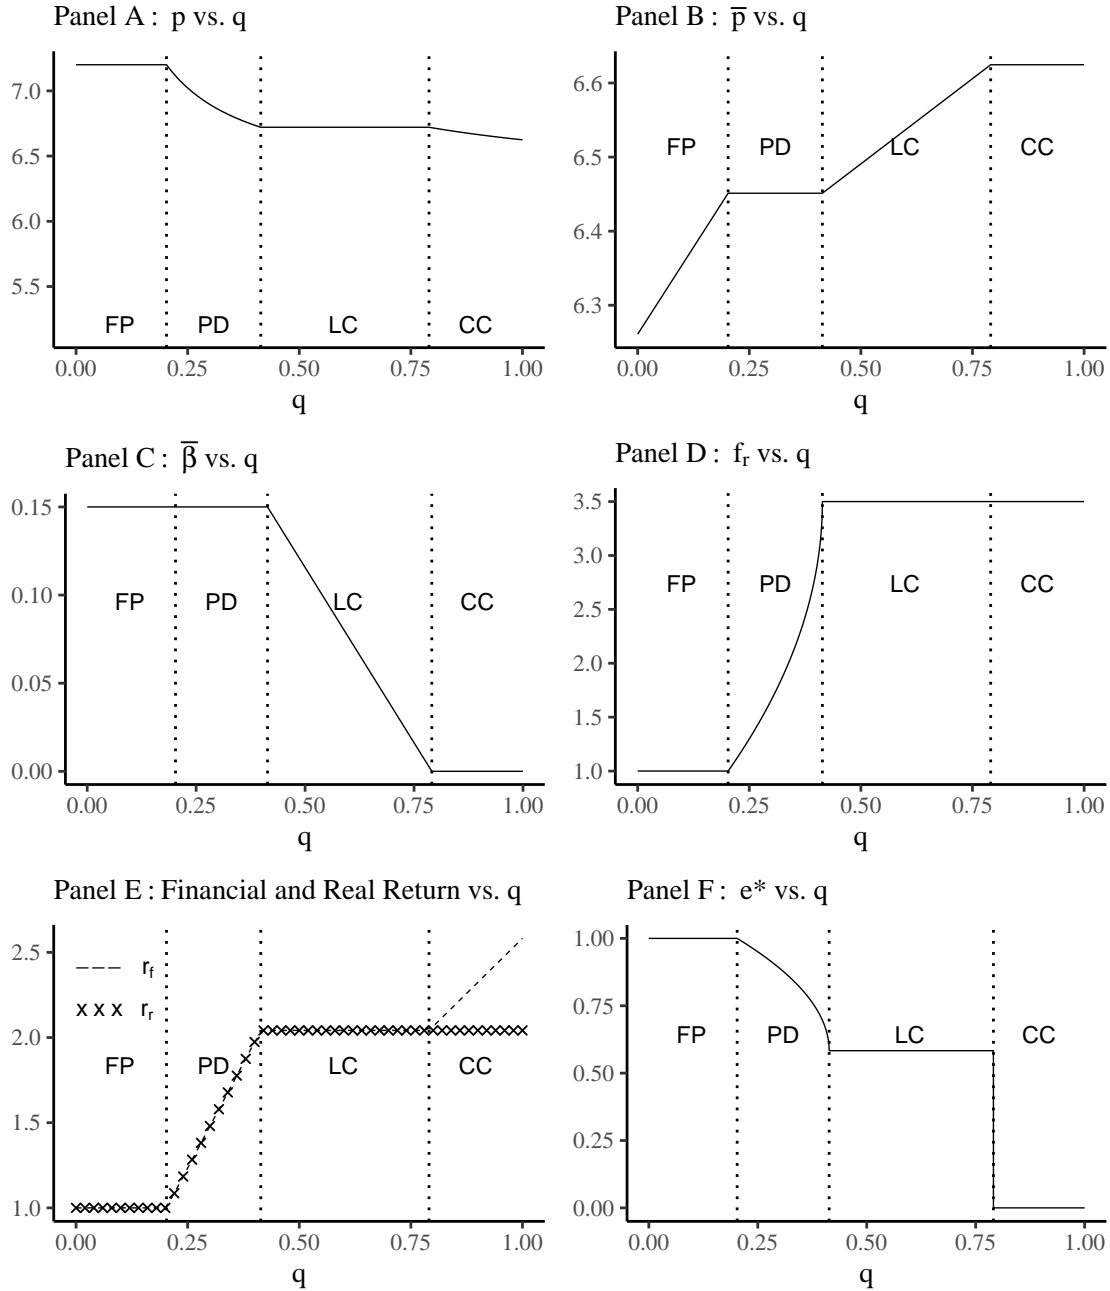 Panel A : p vs. q
7.0
6.5
6.0
5.5
FP PD LC CC
0.00 0.25 0.50 0.75 1.00
q
Panel B : p̅ vs. q
6.6
6.5
6.4
6.3
FP PD LC CC
0.00 0.25 0.50 0.75 1.00
q
Panel C : β̅ vs. q
0.15
0.10
0.05
0.00
FP PD LC CC
0.00 0.25 0.50 0.75 1.00
q
Panel D : fᵣ vs. q
3.5
3.0
2.5
2.0
1.5
1.0
FP PD LC CC
0.00 0.25 0.50 0.75 1.00
q
Panel E : Financial and Real Return vs. q
2.5
2.0
1.5
1.0
r_f
x x x r_r
FP PD LC CC
0.00 0.25 0.50 0.75 1.00
q
Panel F : e* vs. q
1.00
0.75
0.50
0.25
0.00
FP PD LC CC
0.00 0.25 0.50 0.75 1.00
q